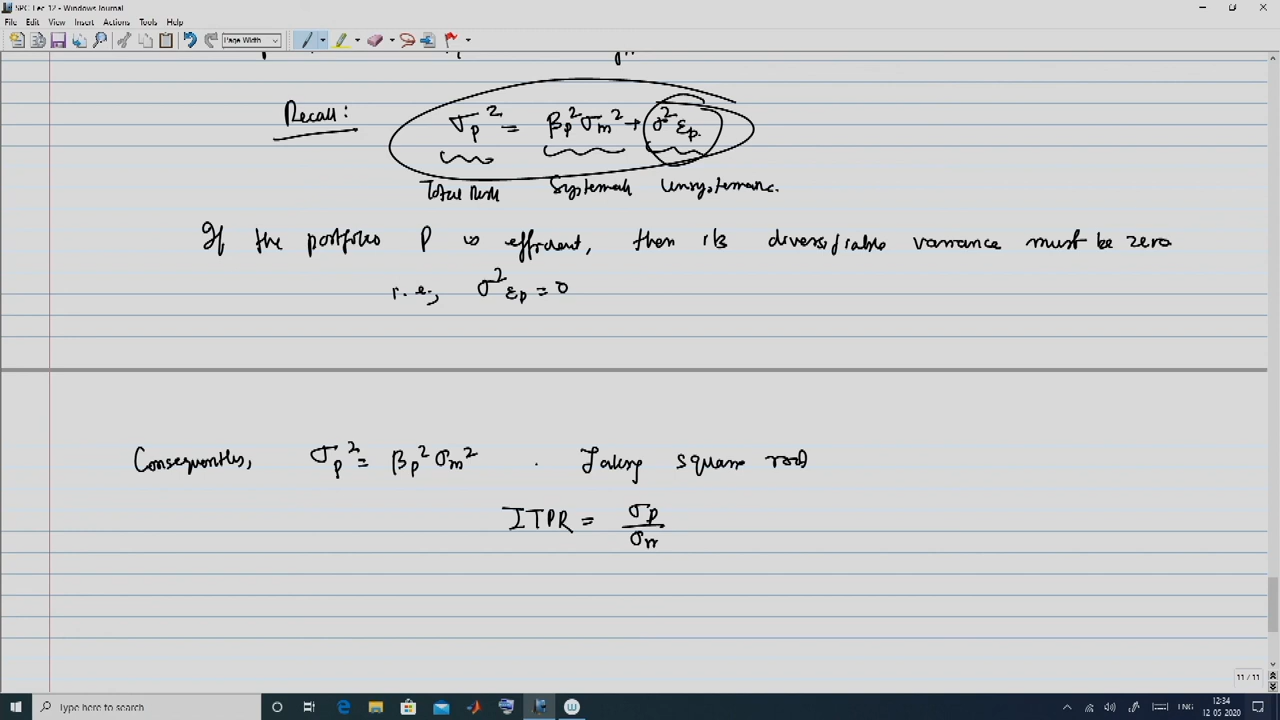 SPC Lec 12 - Windows Journal
File Edit View Insert Actions Tools Help
Page Width
Recall:
σp² = βp²σm² + σ²εp
Total Risk Systematic Unsystematic.
If the portfolio P is efficient, then its diversifiable variance must be zero
i.e., σ²εp = 0
Consequently, σp² = βp²σm² . Taking square root
ITPR = σp/σm
11 / 11
Type here to search
ENG
12:34
12-05-2020